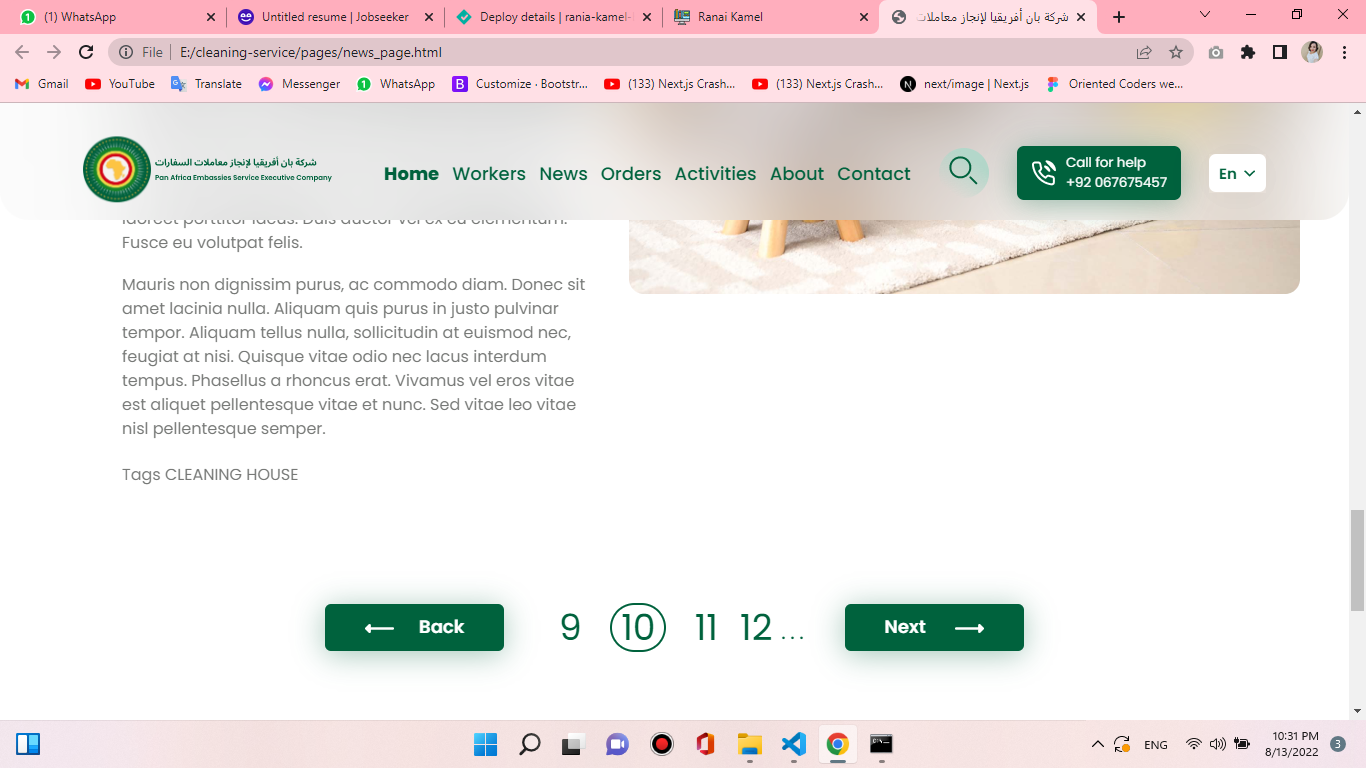 (1) WhatsApp
Untitled resume | Jobseeker
Deploy details | rania-kamel-
Ranai Kamel
شركة بان أفريقيا لإنجاز معاملات
File
E:/cleaning-service/pages/news_page.html
Gmail
YouTube
Translate
Messenger
WhatsApp
Customize · Bootstr...
(133) Next.js Crash...
(133) Next.js Crash...
next/image | Next.js
Oriented Coders we...
شركة بان أفريقيا لإنجاز معاملات السفارات
Pan Africa Embassies Service Executive Company
Home Workers News Orders Activities About Contact
Call for help
+92 067675457
En
laoreet porttitor lacus. Duis auctor vel ex eu elementum.
Fusce eu volutpat felis.
Mauris non dignissim purus, ac commodo diam. Donec sit
amet lacinia nulla. Aliquam quis purus in justo pulvinar
tempor. Aliquam tellus nulla, sollicitudin at euismod nec,
feugiat at nisi. Quisque vitae odio nec lacus interdum
tempus. Phasellus a rhoncus erat. Vivamus vel eros vitae
est aliquet pellentesque vitae et nunc. Sed vitae leo vitae
nisl pellentesque semper.
Tags CLEANING HOUSE
Back 9 10 11 12 ... Next
ENG
10:31 PM
8/13/2022
3